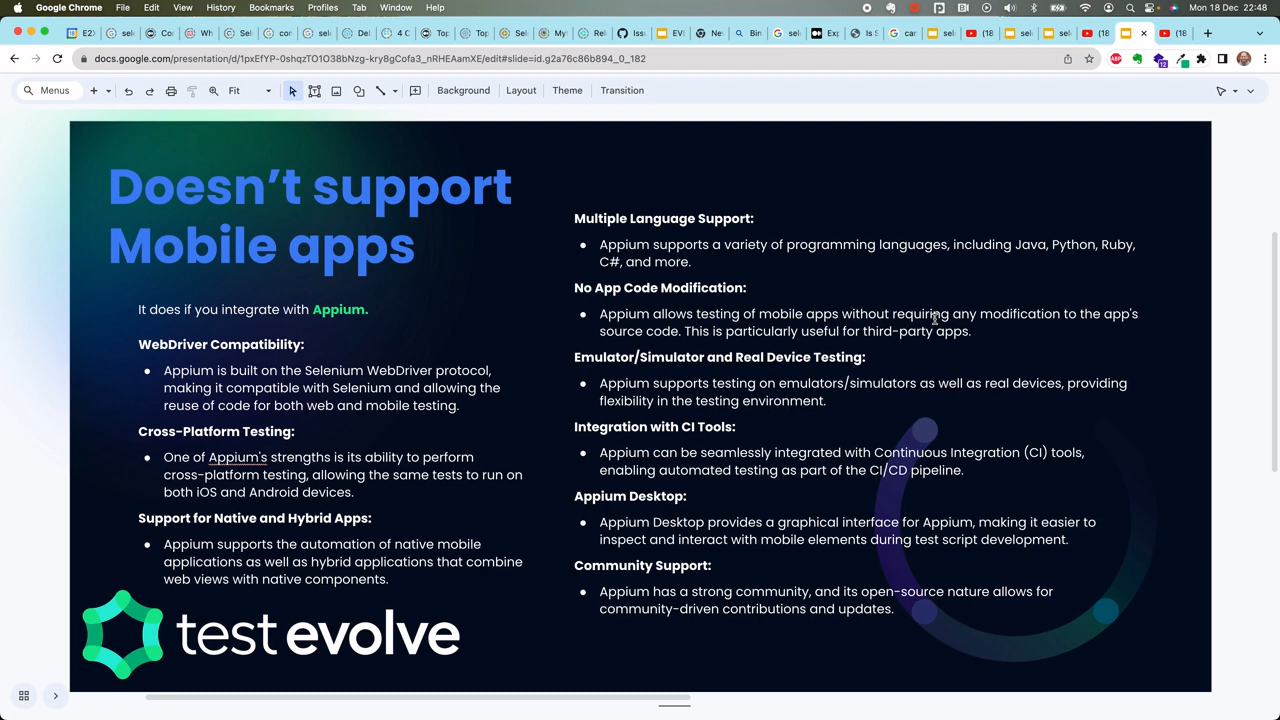 Google Chrome File Edit View History Bookmarks Profiles Tab Window Help Mon 18 Dec 22:48
docs.google.com/presentation/d/1pxEfYP-0shqzTO1O38bNzg-kry8gCofa3_nRHEAamXE/edit#slide=id.g2a76c86b894_0_182
Menus Fit Background Layout Theme Transition
Doesn’t support
Mobile apps
It does if you integrate with Appium.
WebDriver Compatibility:
● Appium is built on the Selenium WebDriver protocol,
making it compatible with Selenium and allowing the
reuse of code for both web and mobile testing.
Cross-Platform Testing:
● One of Appium's strengths is its ability to perform
cross-platform testing, allowing the same tests to run on
both iOS and Android devices.
Support for Native and Hybrid Apps:
● Appium supports the automation of native mobile
applications as well as hybrid applications that combine
web views with native components.
Multiple Language Support:
● Appium supports a variety of programming languages, including Java, Python, Ruby,
C#, and more.
No App Code Modification:
● Appium allows testing of mobile apps without requiring any modification to the app's
source code. This is particularly useful for third-party apps.
Emulator/Simulator and Real Device Testing:
● Appium supports testing on emulators/simulators as well as real devices, providing
flexibility in the testing environment.
Integration with CI Tools:
● Appium can be seamlessly integrated with Continuous Integration (CI) tools,
enabling automated testing as part of the CI/CD pipeline.
Appium Desktop:
● Appium Desktop provides a graphical interface for Appium, making it easier to
inspect and interact with mobile elements during test script development.
Community Support:
● Appium has a strong community, and its open-source nature allows for
community-driven contributions and updates.
test evolve